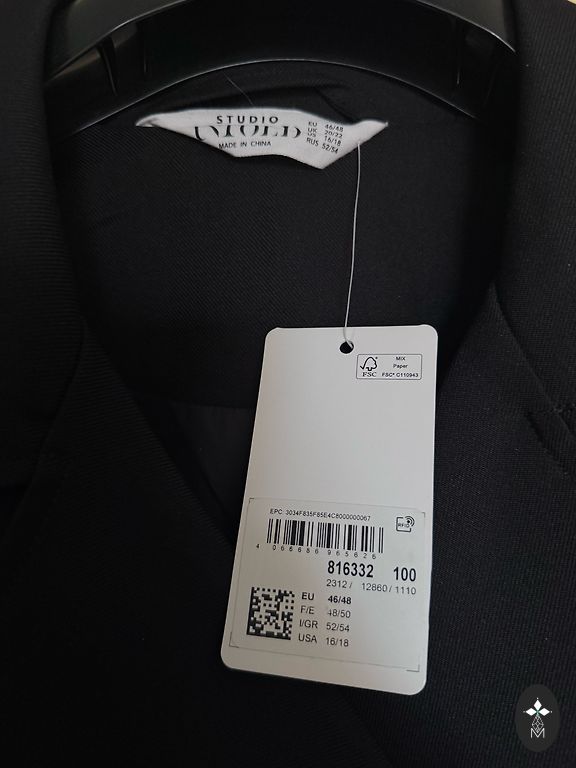 STUDIO
MADE IN CHINA
EU 46/48
UK 20/22
US 16/18
RUS 52/54
MIX
Paper
FSC
FSC® C110943
EPC: 3034F835F85E4C8000000067
RFID
4 066686 965626
816332 100
2312 / 12860 / 1110
EU 46/48
F/E 48/50
I/GR 52/54
USA 16/18
M